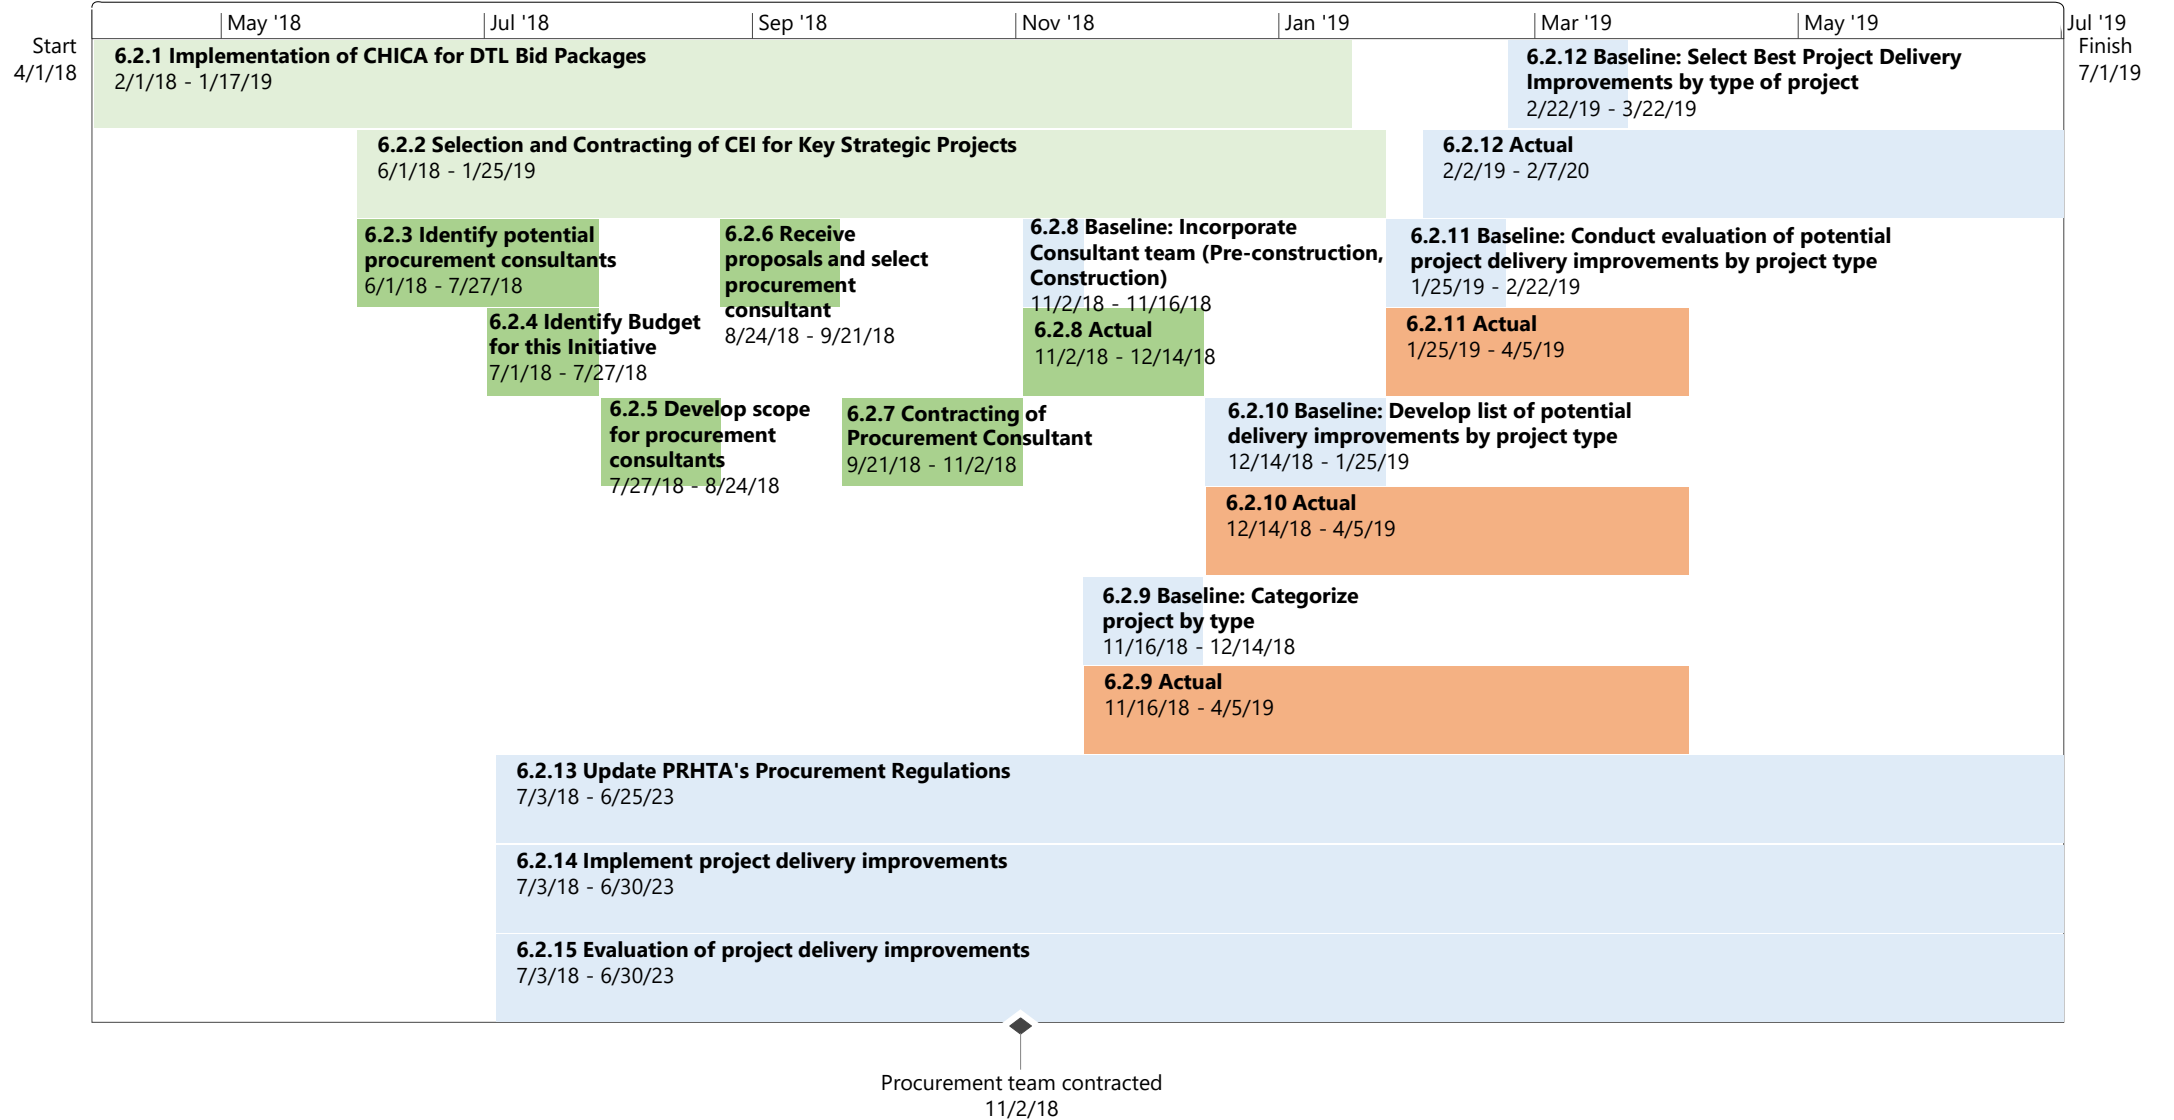 May '18
Jul '18
Sep '18
Nov '18
Jan '19
Mar '19
May '19
Jul '19
Start
4/1/18
Finish
7/1/19
6.2.1 Implementation of CHICA for DTL Bid Packages
2/1/18 - 1/17/19
6.2.12 Baseline: Select Best Project Delivery
Improvements by type of project
2/22/19 - 3/22/19
6.2.2 Selection and Contracting of CEI for Key Strategic Projects
6/1/18 - 1/25/19
6.2.12 Actual
2/2/19 - 2/7/20
6.2.3 Identify potential
procurement consultants
6/1/18 - 7/27/18
6.2.6 Receive
proposals and select
procurement
consultant
8/24/18 - 9/21/18
6.2.8 Baseline: Incorporate
Consultant team (Pre-construction,
Construction)
11/2/18 - 11/16/18
6.2.11 Baseline: Conduct evaluation of potential
project delivery improvements by project type
1/25/19 - 2/22/19
6.2.4 Identify Budget
for this Initiative
7/1/18 - 7/27/18
6.2.8 Actual
11/2/18 - 12/14/18
6.2.11 Actual
1/25/19 - 4/5/19
6.2.5 Develop scope
for procurement
consultants
7/27/18 - 8/24/18
6.2.7 Contracting of
Procurement Consultant
9/21/18 - 11/2/18
6.2.10 Baseline: Develop list of potential
delivery improvements by project type
12/14/18 - 1/25/19
6.2.10 Actual
12/14/18 - 4/5/19
6.2.9 Baseline: Categorize
project by type
11/16/18 - 12/14/18
6.2.9 Actual
11/16/18 - 4/5/19
6.2.13 Update PRHTA's Procurement Regulations
7/3/18 - 6/25/23
6.2.14 Implement project delivery improvements
7/3/18 - 6/30/23
6.2.15 Evaluation of project delivery improvements
7/3/18 - 6/30/23
Procurement team contracted
11/2/18